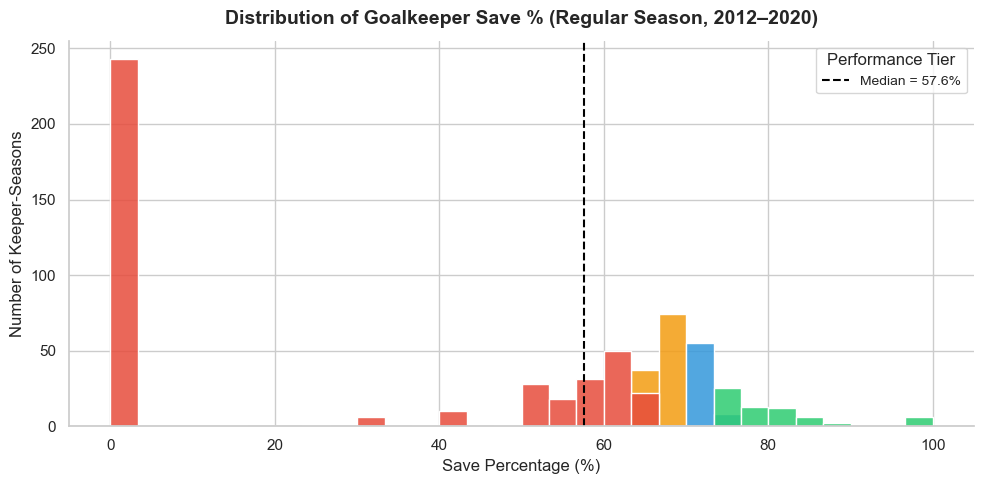 Distribution of Goalkeeper Save % (Regular Season, 2012–2020)
Performance Tier
Median = 57.6%
Number of Keeper-Seasons
250
200
150
100
50
0
0 20 40 60 80 100
Save Percentage (%)